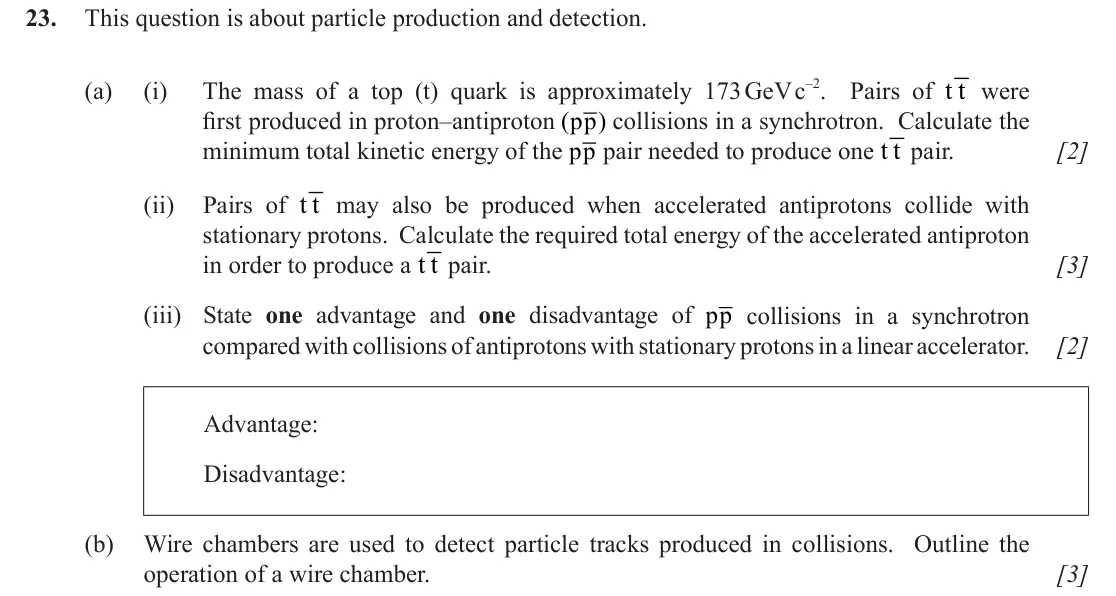 23. This question is about particle production and detection.
(a) (i) The mass of a top (t) quark is approximately 173 GeV c⁻². Pairs of t t̅ were
first produced in proton–antiproton (pp̅) collisions in a synchrotron. Calculate the
minimum total kinetic energy of the pp̅ pair needed to produce one t t̅ pair. [2]
(ii) Pairs of t t̅ may also be produced when accelerated antiprotons collide with
stationary protons. Calculate the required total energy of the accelerated antiproton
in order to produce a t t̅ pair. [3]
(iii) State one advantage and one disadvantage of pp̅ collisions in a synchrotron
compared with collisions of antiprotons with stationary protons in a linear accelerator. [2]
Advantage:
Disadvantage:
(b) Wire chambers are used to detect particle tracks produced in collisions. Outline the
operation of a wire chamber. [3]